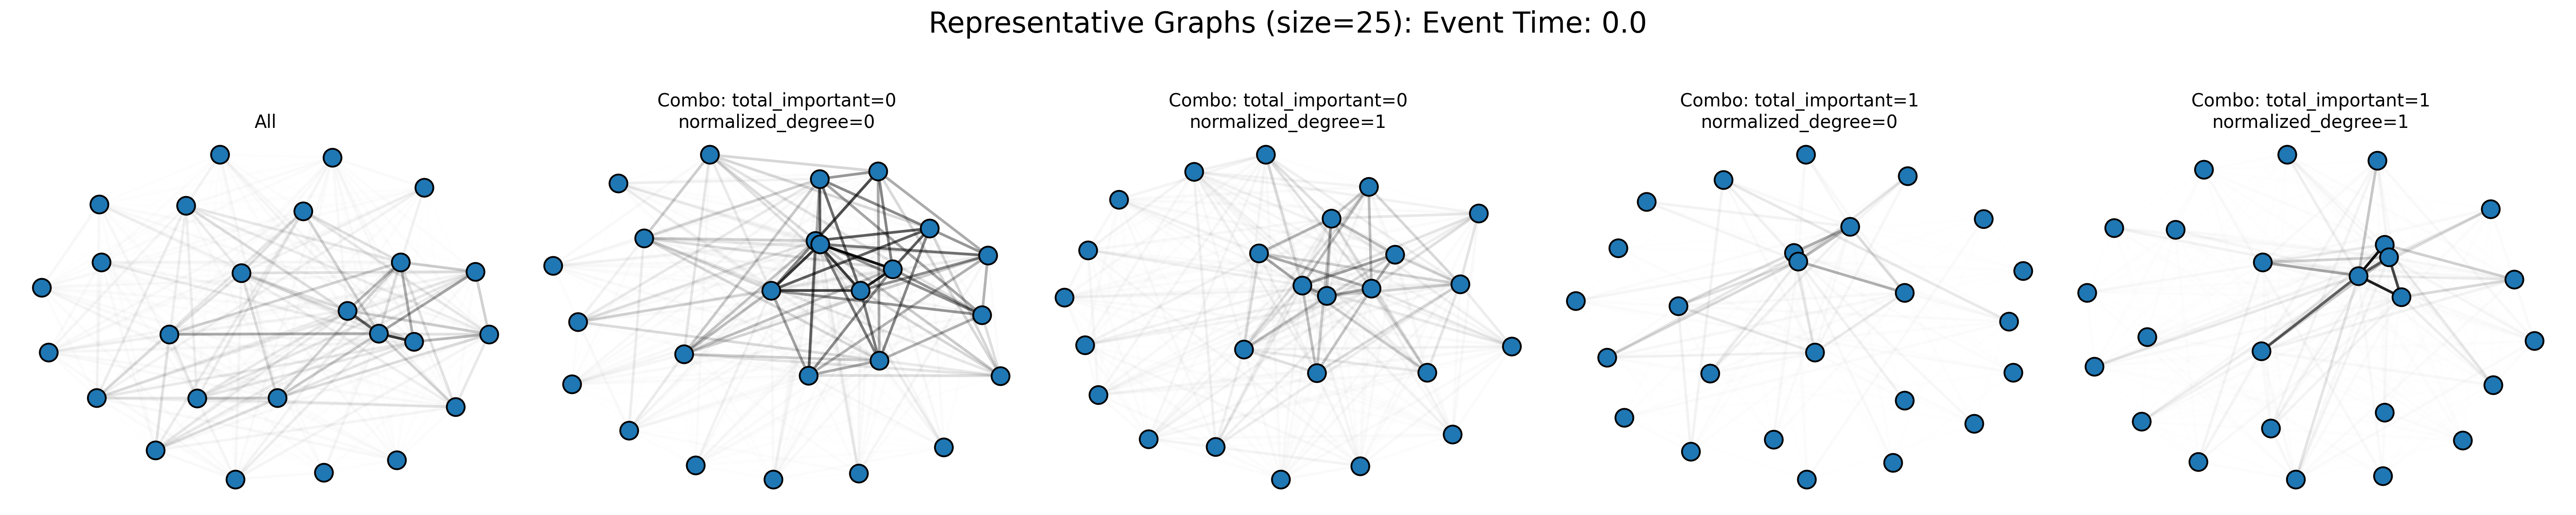 Representative Graphs (size=25): Event Time: 0.0
All
Combo: total_important=0
normalized_degree=0
Combo: total_important=0
normalized_degree=1
Combo: total_important=1
normalized_degree=0
Combo: total_important=1
normalized_degree=1